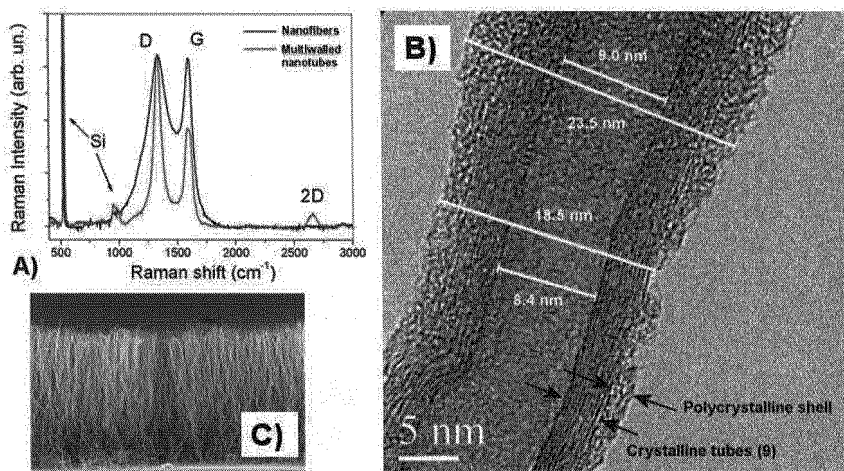 Raman Intensity (arb. un.)
D
G
Nanofibers
Multiwalled
nanotubes
Si
2D
500
1000
1500
2000
2500
3000
Raman shift (cm⁻¹)
A)
B)
9.0 nm
23.5 nm
18.5 nm
8.4 nm
5 nm
Polycrystalline shell
Crystalline tubes (9)
C)